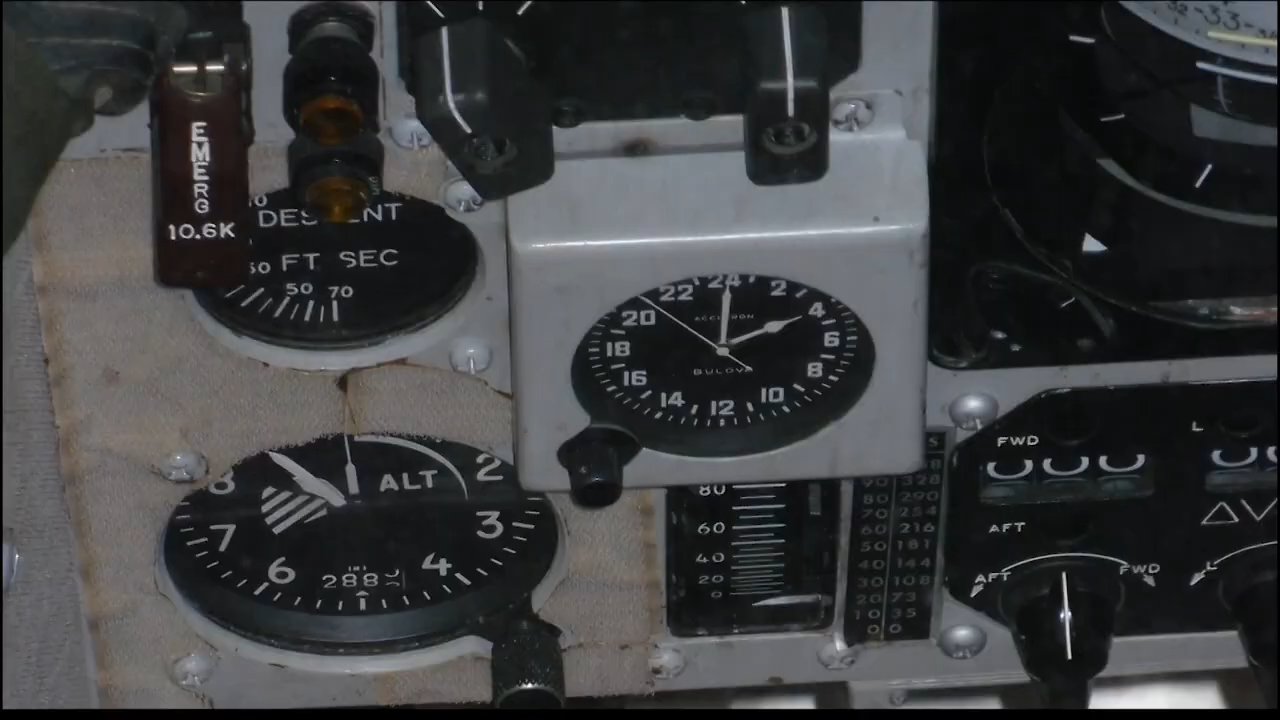 EMERG
10.6K
DESCENT
FT SEC
50 70
24
22 2
ACCUTRON
20 4
18 6
BULOVA
16 8
14 10
12
ALT
8 2
7 3
6 4
288
80
60
40
20
0
S
90 328
80 290
70 254
60 216
50 181
40 144
30 108
20 73
10 35
0 0
FWD
AFT
AFT FWD
L
L
32 33